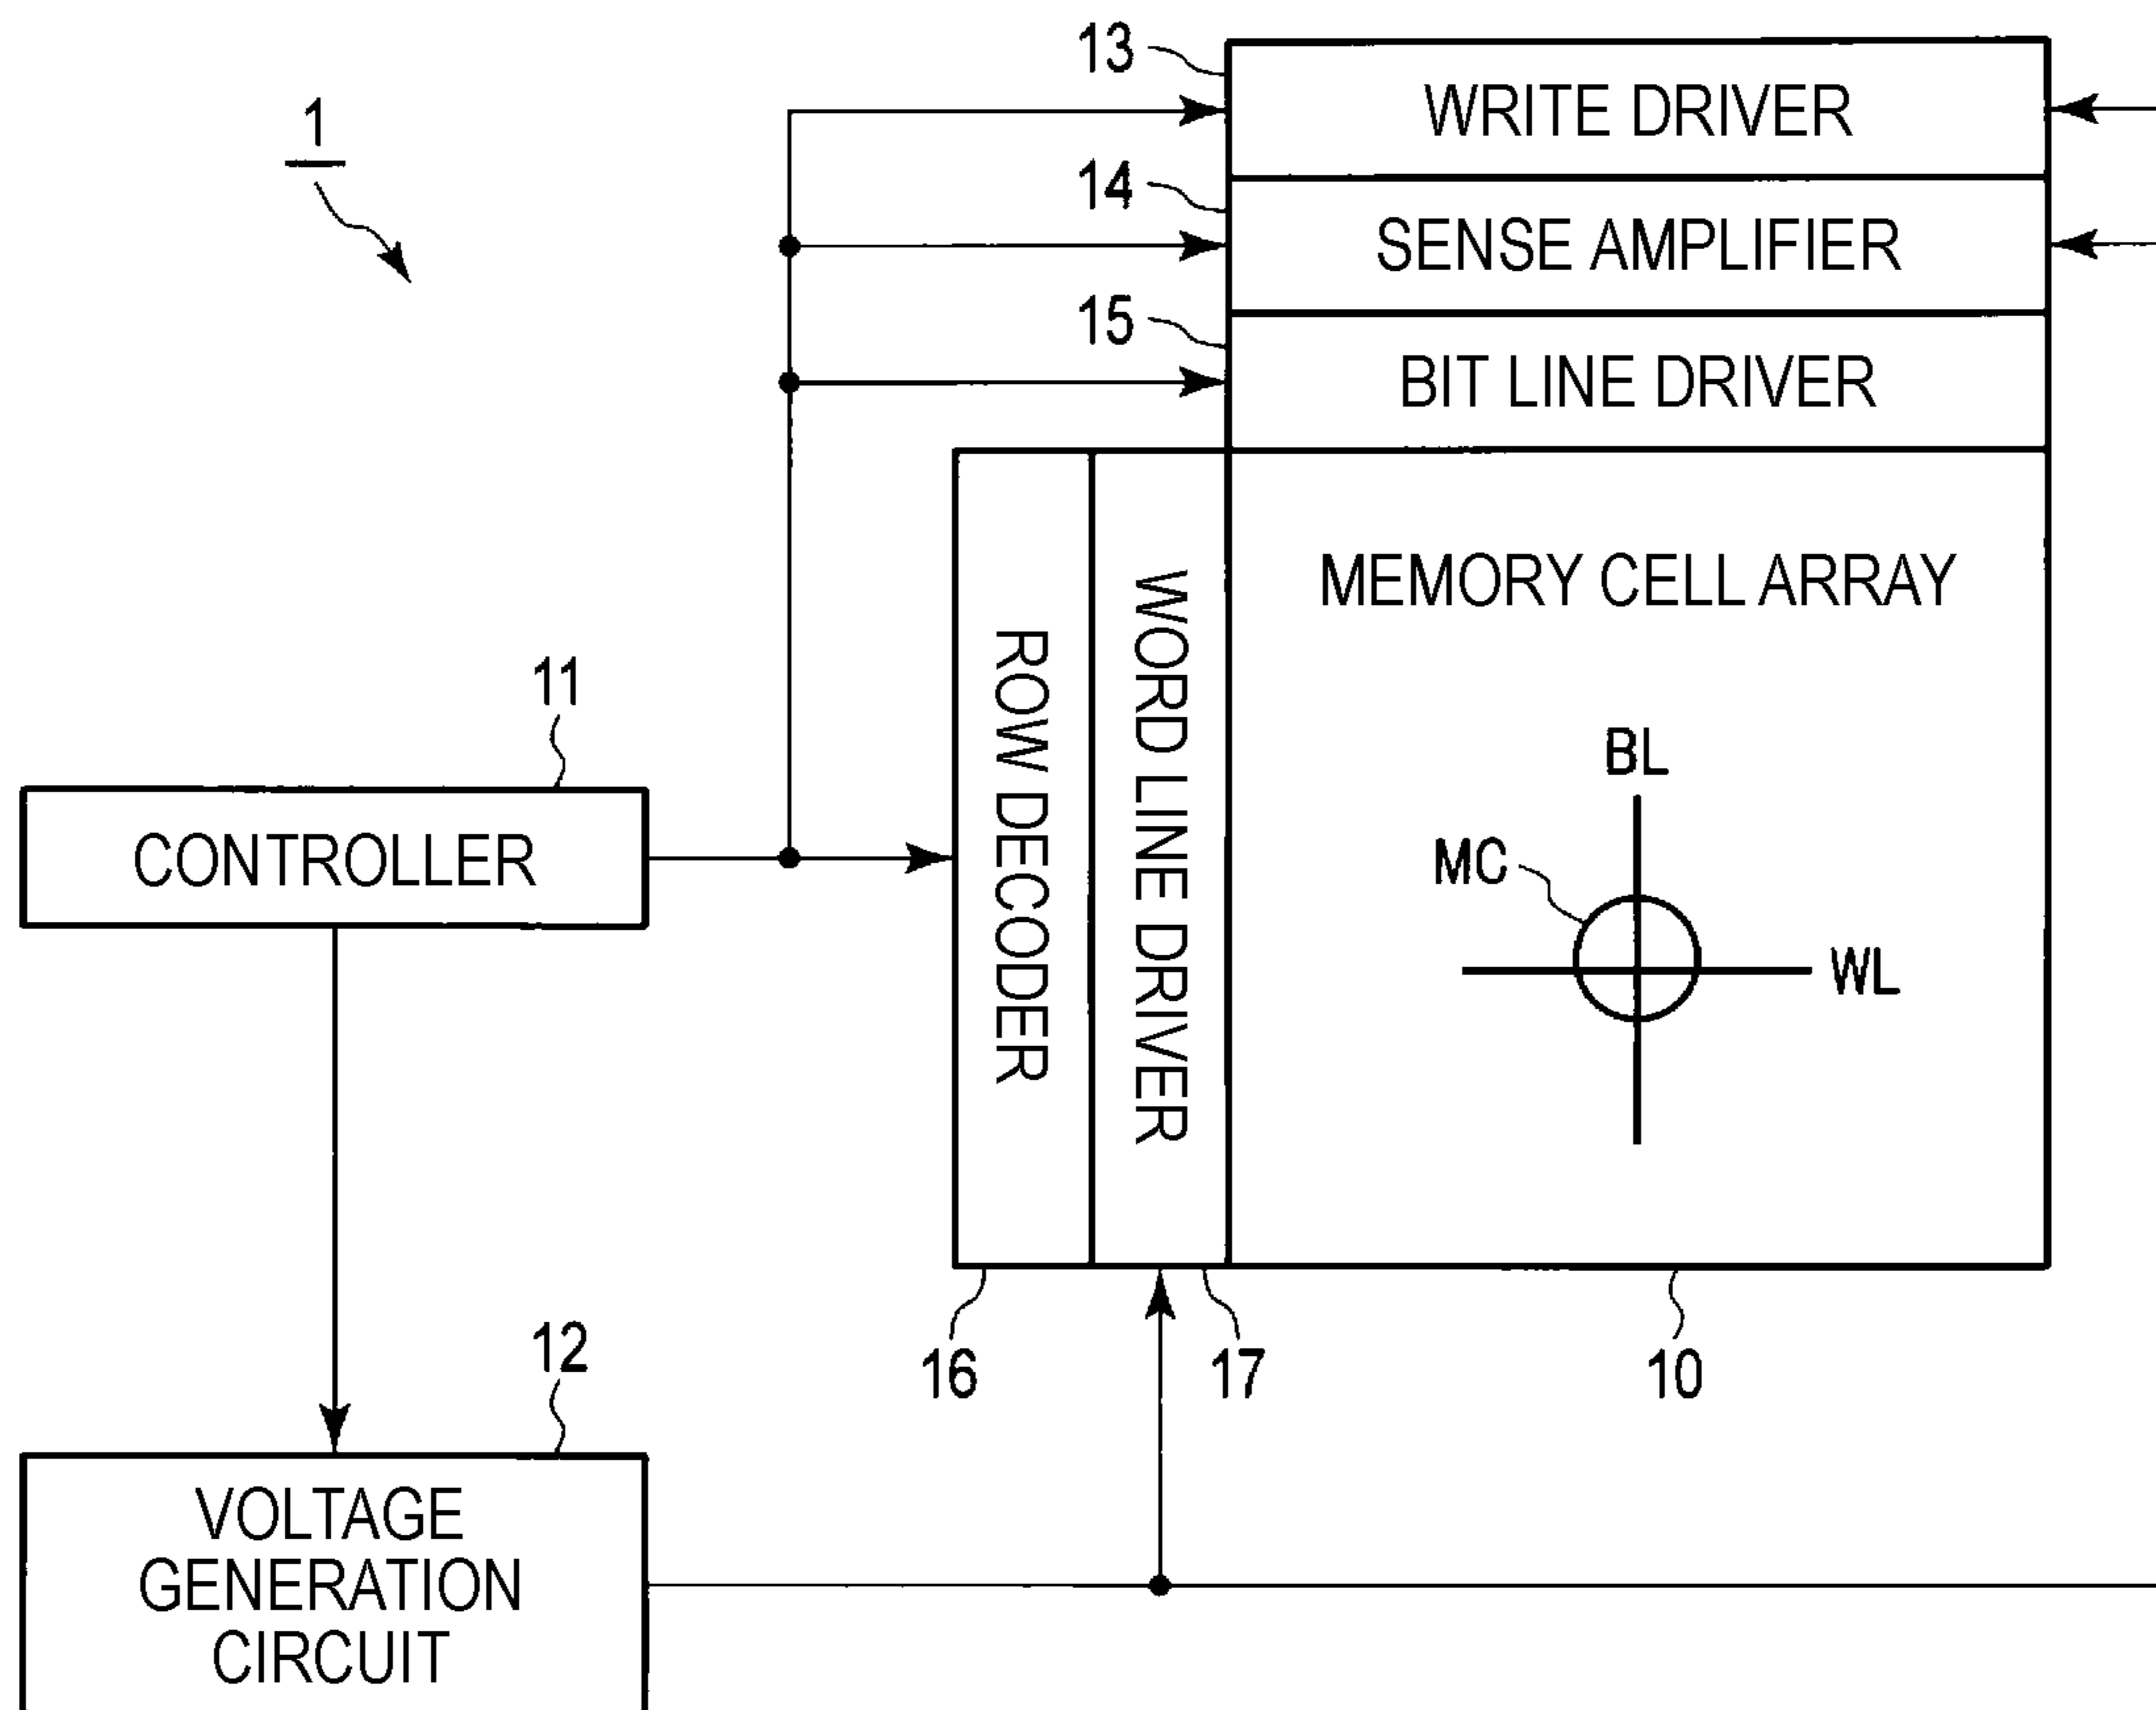 1
13
WRITE DRIVER
14
SENSE AMPLIFIER
15
BIT LINE DRIVER
MEMORY CELL ARRAY
ROW DECODER
WORD LINE DRIVER
BL
MC
WL
11
CONTROLLER
16
17
10
12
VOLTAGE
GENERATION
CIRCUIT